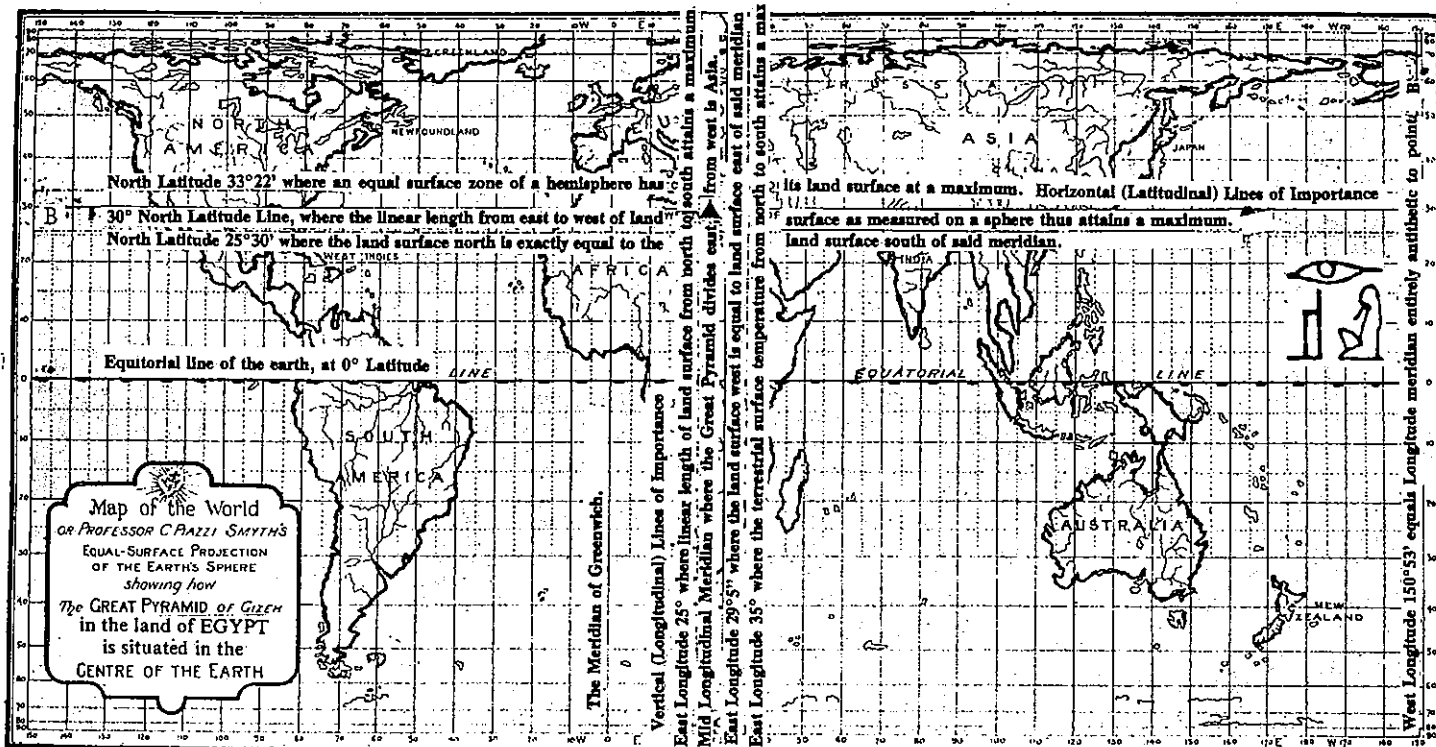 GREENLAND
NORTH
AMERICA
NEWFOUNDLAND
ASIA
JAPAN
North Latitude 33°22' where an equal surface zone of a hemisphere has its land surface at a maximum. Horizontal (Latitudinal) Lines of Importance
B
30° North Latitude Line, where the linear length from east to west of land surface as measured on a sphere thus attains a maximum.
North Latitude 25°30' where the land surface north is exactly equal to the land surface south of said meridian.
WEST INDIES
AFRICA
INDIA
Equitorial line of the earth, at 0° Latitude
LINE
EQUATORIAL
LINE
SOUTH
AMERICA
AUSTRALIA
NEW
ZEALAND
Map of the World
OR PROFESSOR C PIAZZI SMYTH'S
EQUAL-SURFACE PROJECTION
OF THE EARTH'S SPHERE
showing how
The GREAT PYRAMID OF GIZEH
in the land of EGYPT
is situated in the
CENTRE OF THE EARTH
The Meridian of Greenwich.
Vertical (Longitudinal) Lines of Importance
East Longitude 25° where linear length of land surface from north to south attains a maximum.
Mid Longitudinal Meridian where the Great Pyramid divides east, from west is Asia.
East Longitude 29°5" where the land surface west is equal to land surface east of said meridian
East Longitude 35° where the terrestrial surface temperature from north to south attains a max
West Longitude 150°53' equals Longitude meridian entirely antithetic to point B